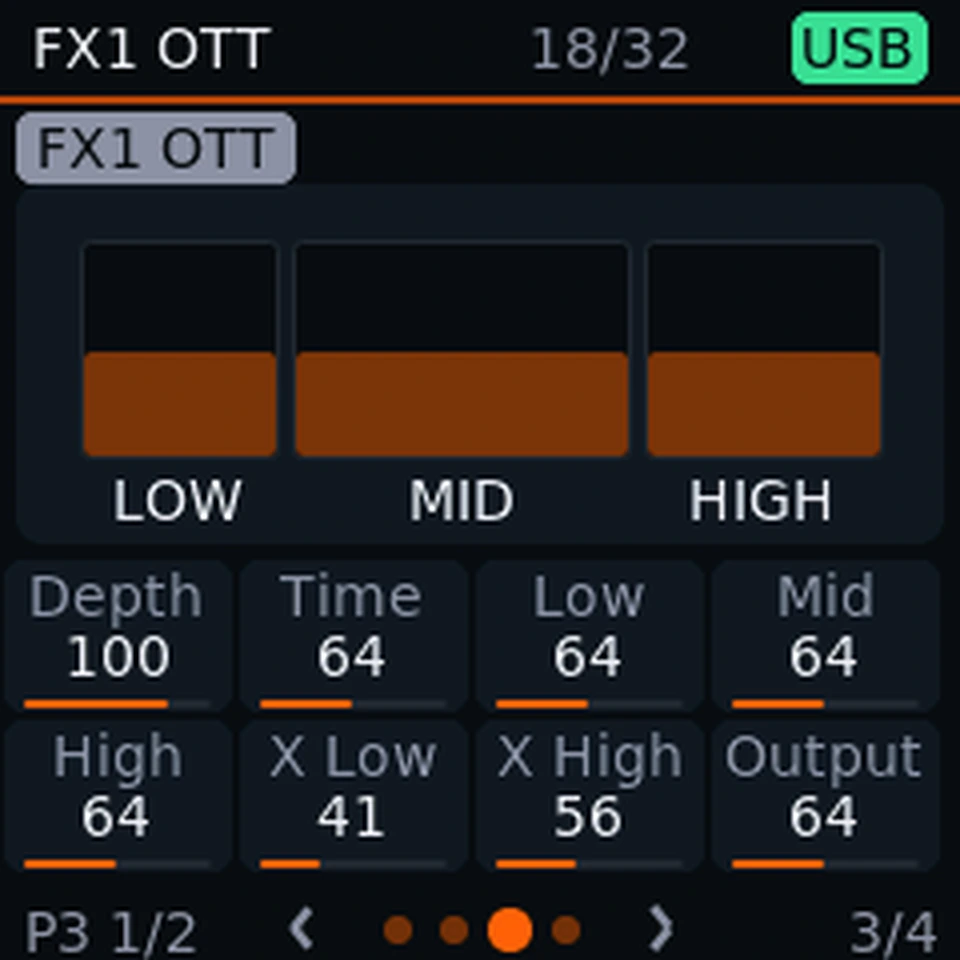 FX1 OTT 18/32 USB
FX1 OTT
LOW MID HIGH
Depth Time Low Mid
100 64 64 64
High X Low X High Output
64 41 56 64
P3 1/2 ‹ › 3/4